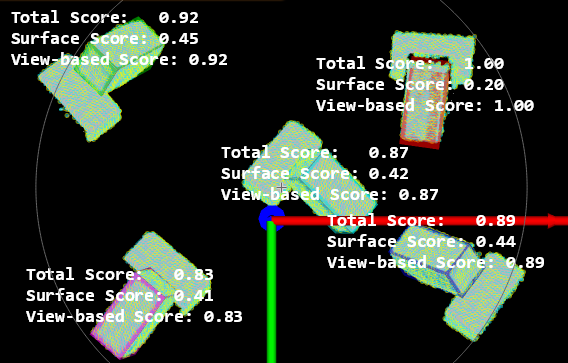 Total Score: 0.92
Surface Score: 0.45
View-based Score: 0.92
Total Score: 1.00
Surface Score: 0.20
View-based Score: 1.00
Total Score: 0.87
Surface Score: 0.42
View-based Score: 0.87
Total Score: 0.89
Surface Score: 0.44
View-based Score: 0.89
Total Score: 0.83
Surface Score: 0.41
View-based Score: 0.83